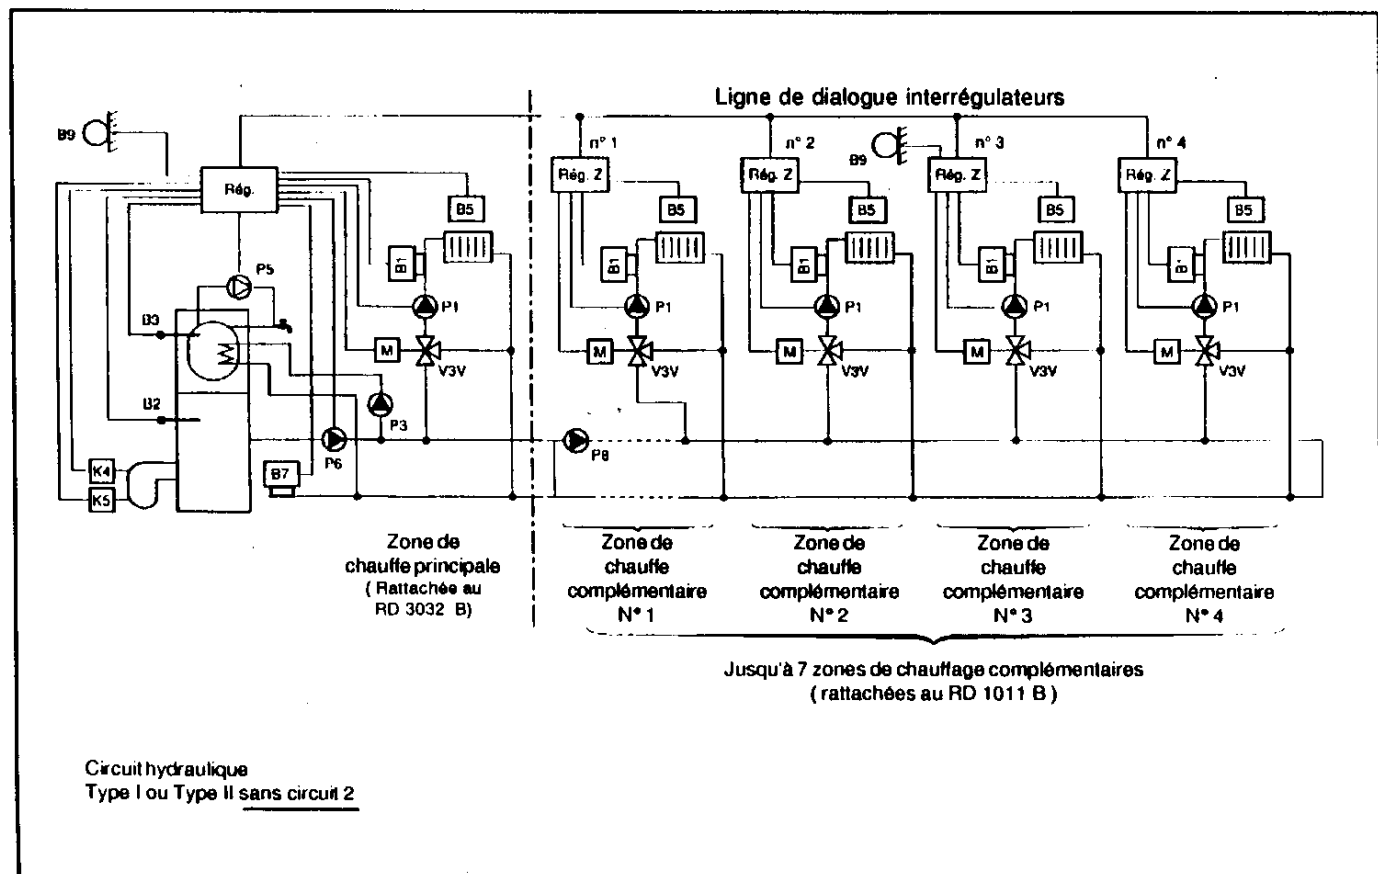 Ligne de dialogue interrégulateurs
B9
n° 1
n° 2
B9
n° 3
n° 4
Rég.
Rég. Z
Rég. Z
Rég. Z
Rég. Z
B5
B5
B5
B5
B5
B1
B1
B1
B1
B1
P5
B3
P1
P1
P1
P1
P1
M
M
M
M
M
V3V
V3V
V3V
V3V
V3V
B2
P3
P6
P8
K4
B7
K5
Zone de
chauffe principale
( Rattachée au
RD 3032 B)
Zone de
chauffe
complémentaire
N° 1
Zone de
chauffe
complémentaire
N° 2
Zone de
chauffe
complémentaire
N° 3
Zone de
chauffe
complémentaire
N° 4
Jusqu'à 7 zones de chauffage complémentaires
( rattachées au RD 1011 B )
Circuit hydraulique
Type I ou Type II sans circuit 2